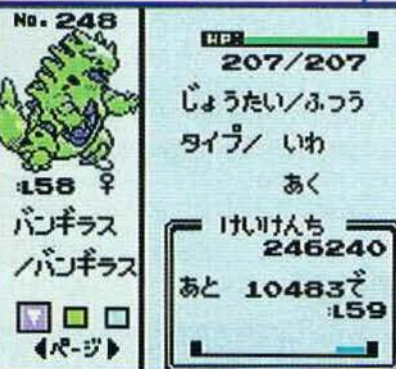 No.248
:L58 ♀
バンギラス
/バンギラス
◀ページ▶
HP:
207/207
じょうたい/ふつう
タイプ/ いわ
あく
けいけんち
246240
あと 10483で
:L59